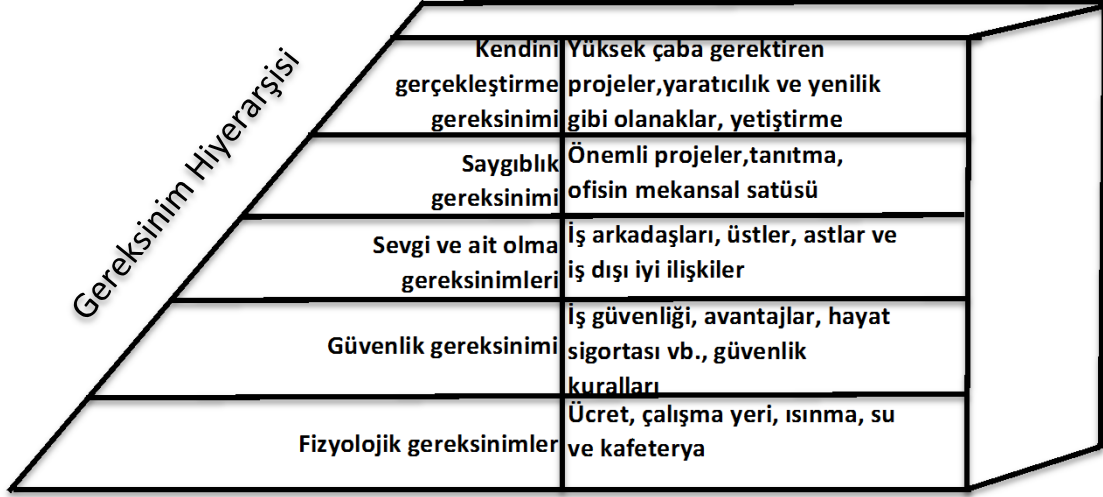 Gereksinim Hiyerarşisi
Kendini
gerçekleştirme
gereksinimi
Yüksek çaba gerektiren
projeler,yaratıcılık ve yenilik
gibi olanaklar, yetiştirme
Saygıblık
gereksinimi
Önemli projeler,tanıtma,
ofisin mekansal satüsü
Sevgi ve ait olma
gereksinimleri
İş arkadaşları, üstler, astlar ve
iş dışı iyi ilişkiler
Güvenlik gereksinimi
İş güvenliği, avantajlar, hayat
sigortası vb., güvenlik
kuralları
Fizyolojik gereksinimler
Ücret, çalışma yeri, ısınma, su
ve kafeterya